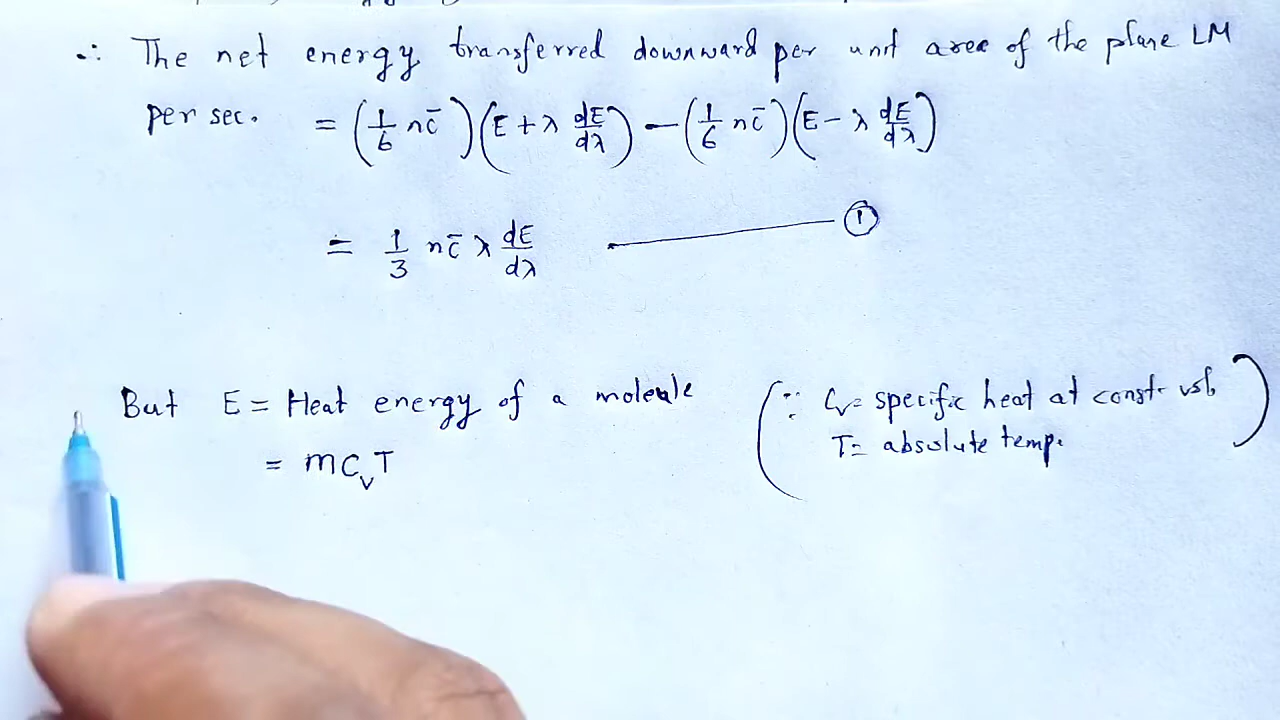 ∴ The net energy transferred downward per unit area of the plane LM
per sec. = (1/6 nc̄)(E + λ dE/dλ) − (1/6 nc̄)(E − λ dE/dλ)
= 1/3 nc̄ λ dE/dλ ——— ①
But E = Heat energy of a molecule (∵ Cv = specific heat at const. vol.
= mCvT T = absolute temp.)